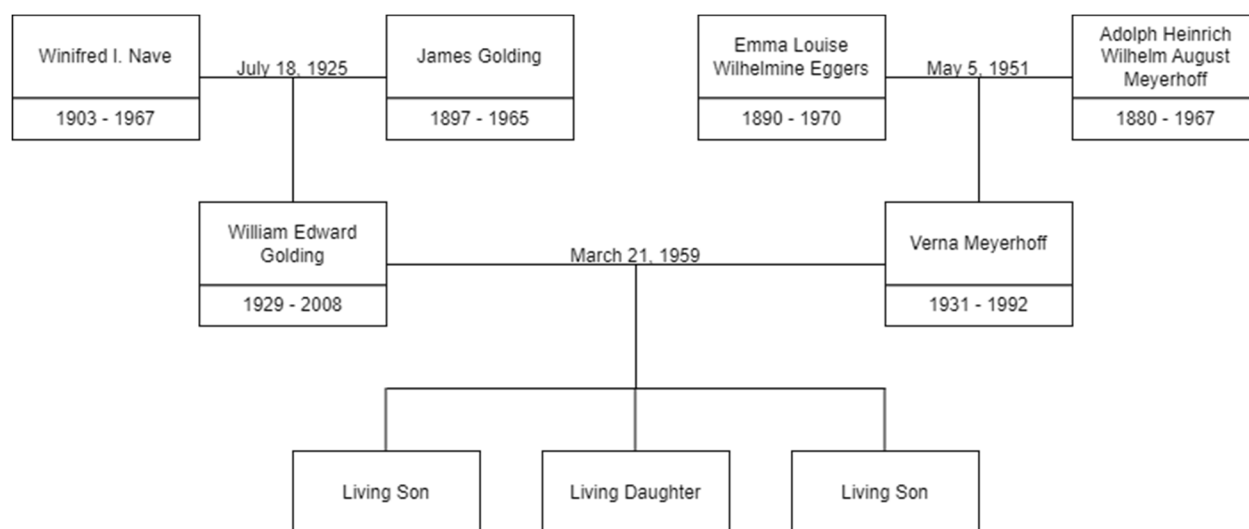 Winifred I. Nave
1903 - 1967
July 18, 1925
James Golding
1897 - 1965
Emma Louise
Wilhelmine Eggers
1890 - 1970
May 5, 1951
Adolph Heinrich
Wilhelm August
Meyerhoff
1880 - 1967
William Edward
Golding
1929 - 2008
March 21, 1959
Verna Meyerhoff
1931 - 1992
Living Son
Living Daughter
Living Son